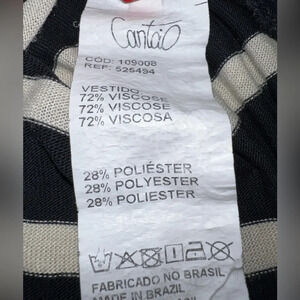 Cantão
CÓD: 109008
REF: 525494
VESTIDO
72% VISCOSE
72% VISCOSE
72% VISCOSA
28% POLIÉSTER
28% POLYESTER
28% POLIESTER
FABRICADO NO BRASIL
MADE IN BRAZIL